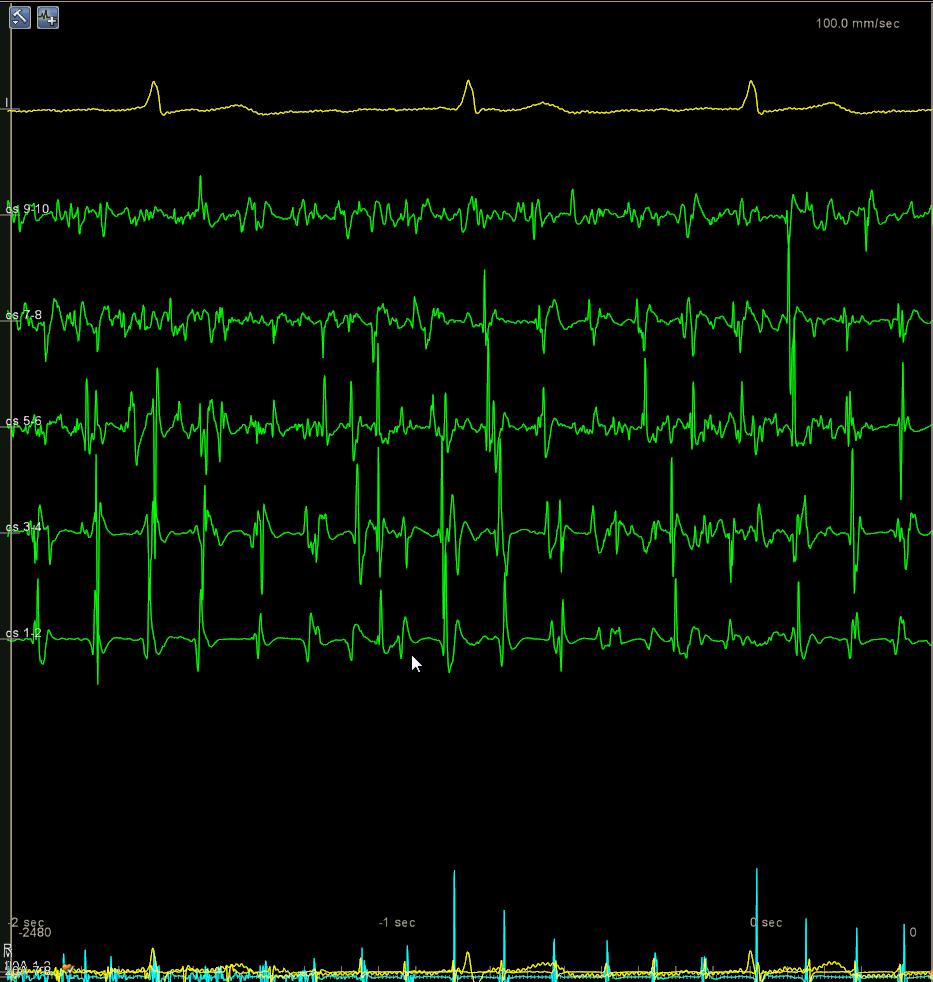 100.0 mm/sec
I
cs 9-10
cs 7-8
cs 5-6
cs 3-4
cs 1-2
-2 sec
-1 sec
0 sec
-2480
0